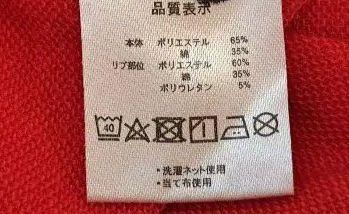 品質表示
本体 ポリエステル 65%
綿 35%
リブ部位 ポリエステル 60%
綿 35%
ポリウレタン 5%
40
・洗濯ネット使用
・当て布使用